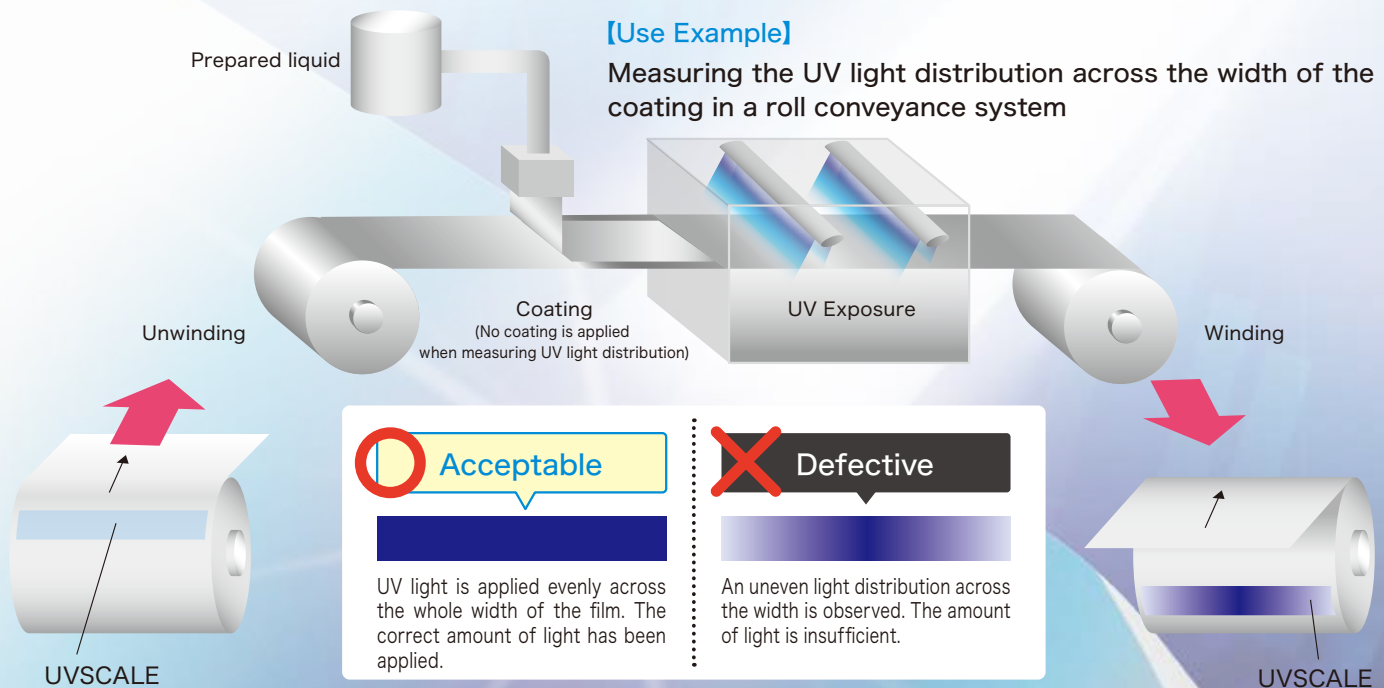 【Use Example】
Measuring the UV light distribution across the width of the
coating in a roll conveyance system
Prepared liquid
Unwinding
Coating
(No coating is applied
when measuring UV light distribution)
UV Exposure
Winding
Acceptable
UV light is applied evenly across
the whole width of the film. The
correct amount of light has been
applied.
Defective
An uneven light distribution across
the width is observed. The amount
of light is insufficient.
UVSCALE
UVSCALE